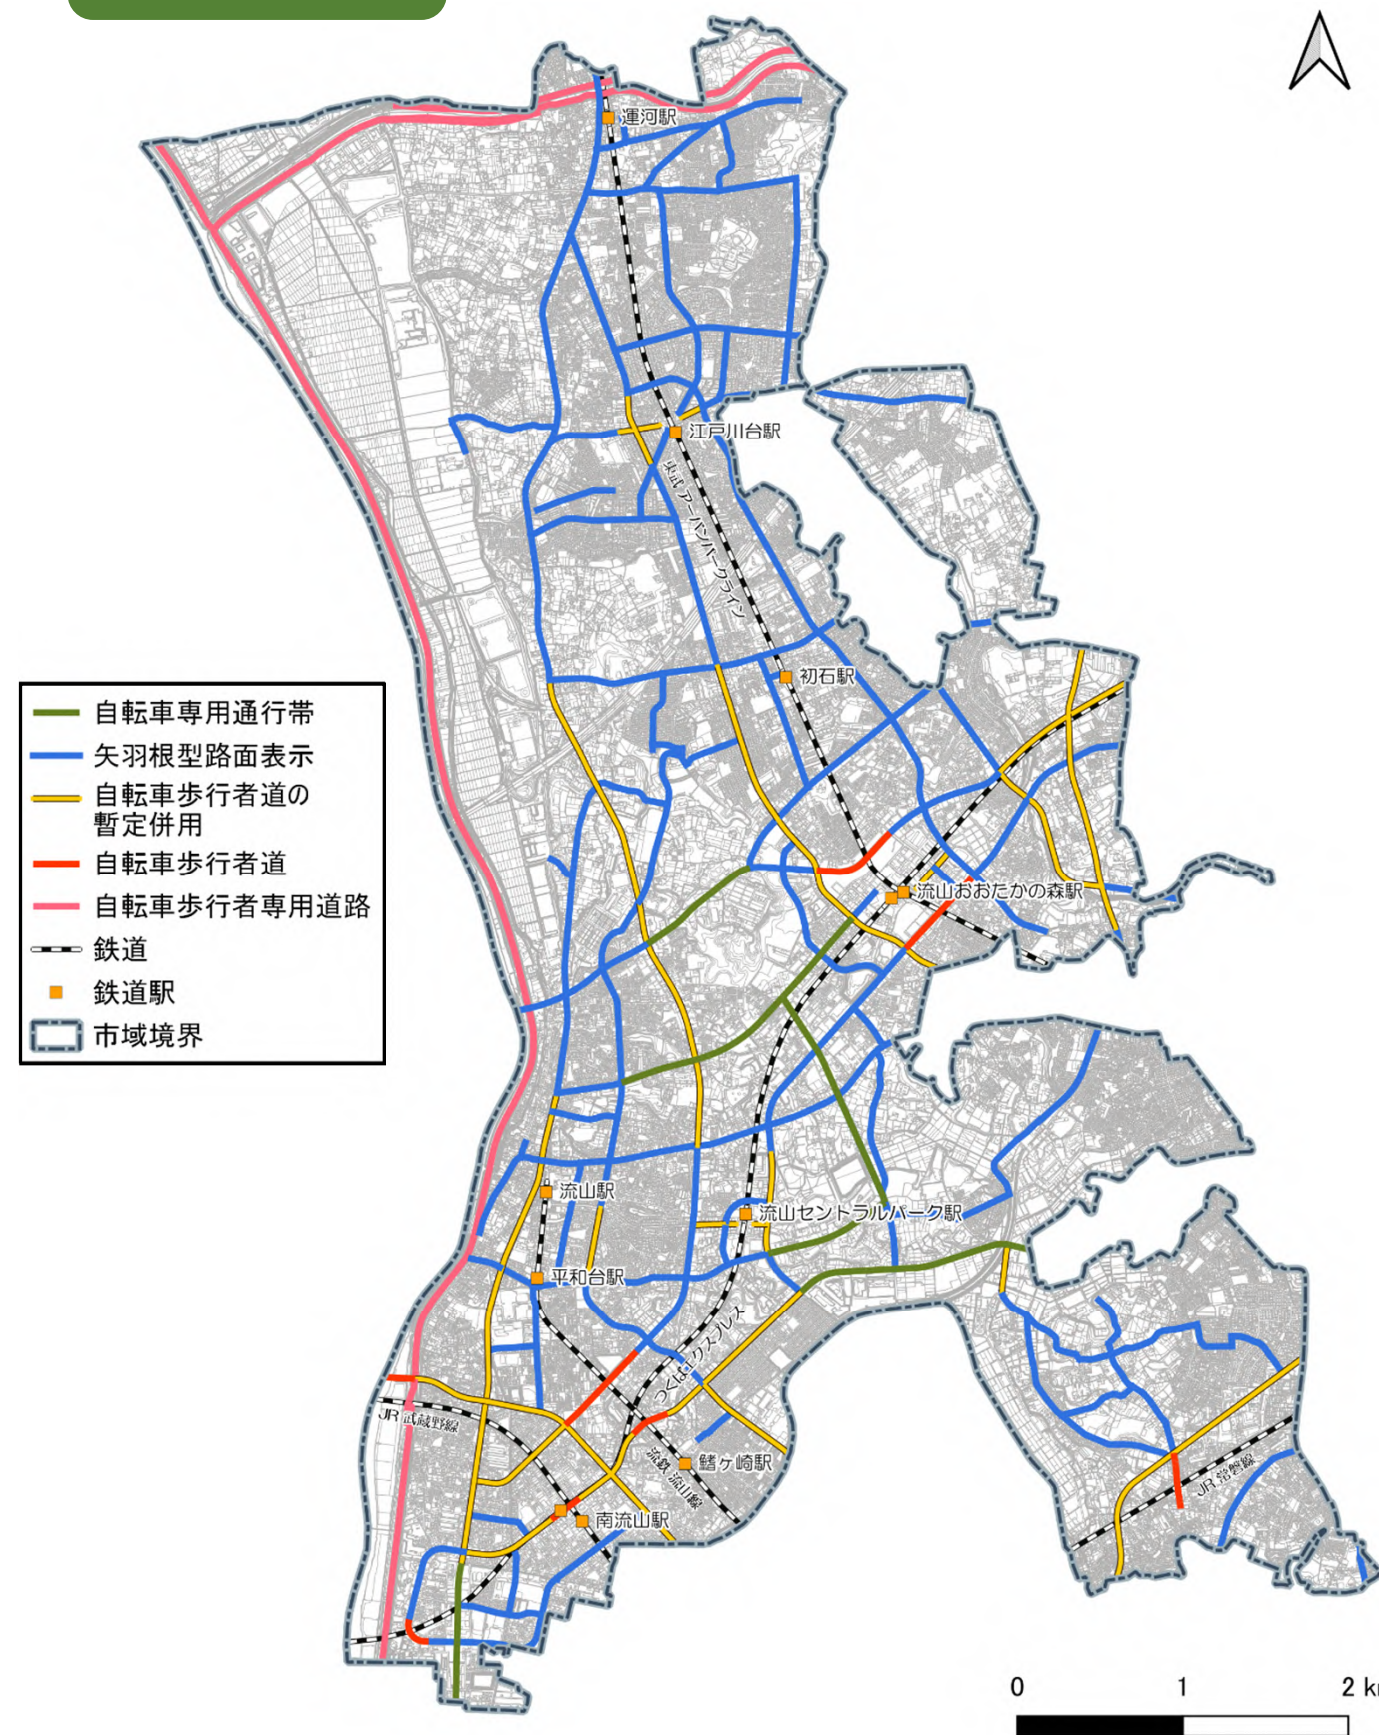 運河駅
江戸川台駅
東武 アーバンパークライン
初石駅
自転車専用通行帯
矢羽根型路面表示
自転車歩行者道の
暫定併用
自転車歩行者道
自転車歩行者専用道路
鉄道
鉄道駅
市域境界
流山おおたかの森駅
流山駅
流山セントラルパーク駅
平和台駅
つくばエクスプレス
JR 武蔵野線
流鉄 流山線
鰭ヶ崎駅
JR 常磐線
南流山駅
0 1 2 km